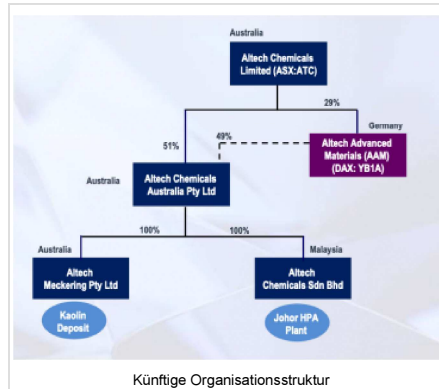 Australia
Altech Chemicals
Limited (ASX:ATC)
29%
Germany
49%
51%
Altech Advanced
Materials (AAM)
(DAX: YB1A)
Australia
Altech Chemicals
Australia Pty Ltd
100%
100%
Australia
Malaysia
Altech
Meckering Pty Ltd
Altech
Chemicals Sdn Bhd
Kaolin
Deposit
Johor HPA
Plant
Künftige Organisationsstruktur